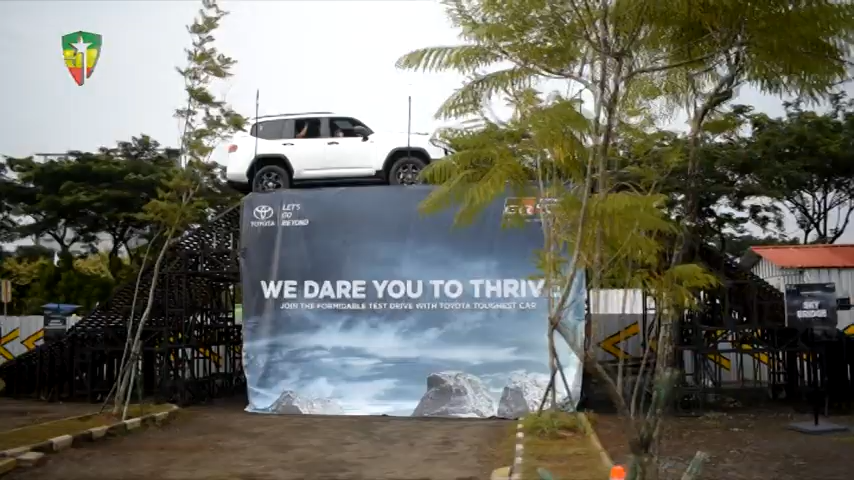 TOYOTA
LET'S
GO
BEYOND
WE DARE YOU TO THRIVE
JOIN THE FORMIDABLE TEST DRIVE WITH TOYOTA TOUGHEST CAR
SKY
BRIDGE